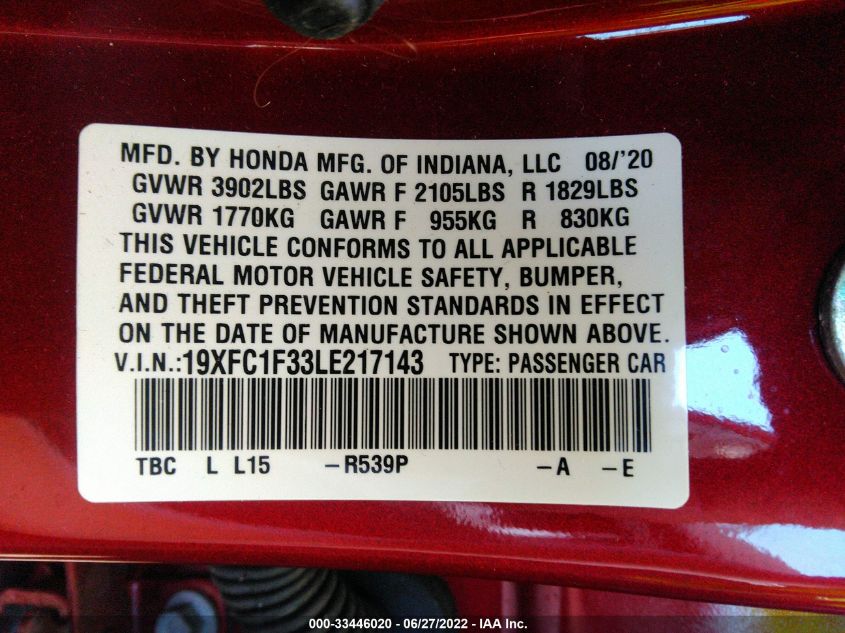 MFD. BY HONDA MFG. OF INDIANA, LLC 08/'20
GVWR 3902LBS GAWR F 2105LBS R 1829LBS
GVWR 1770KG GAWR F 955KG R 830KG
THIS VEHICLE CONFORMS TO ALL APPLICABLE
FEDERAL MOTOR VEHICLE SAFETY, BUMPER,
AND THEFT PREVENTION STANDARDS IN EFFECT
ON THE DATE OF MANUFACTURE SHOWN ABOVE.
V.I.N.:19XFC1F33LE217143 TYPE: PASSENGER CAR
TBC L L15 –R539P –A –E
000-33446020 - 06/27/2022 - IAA Inc.